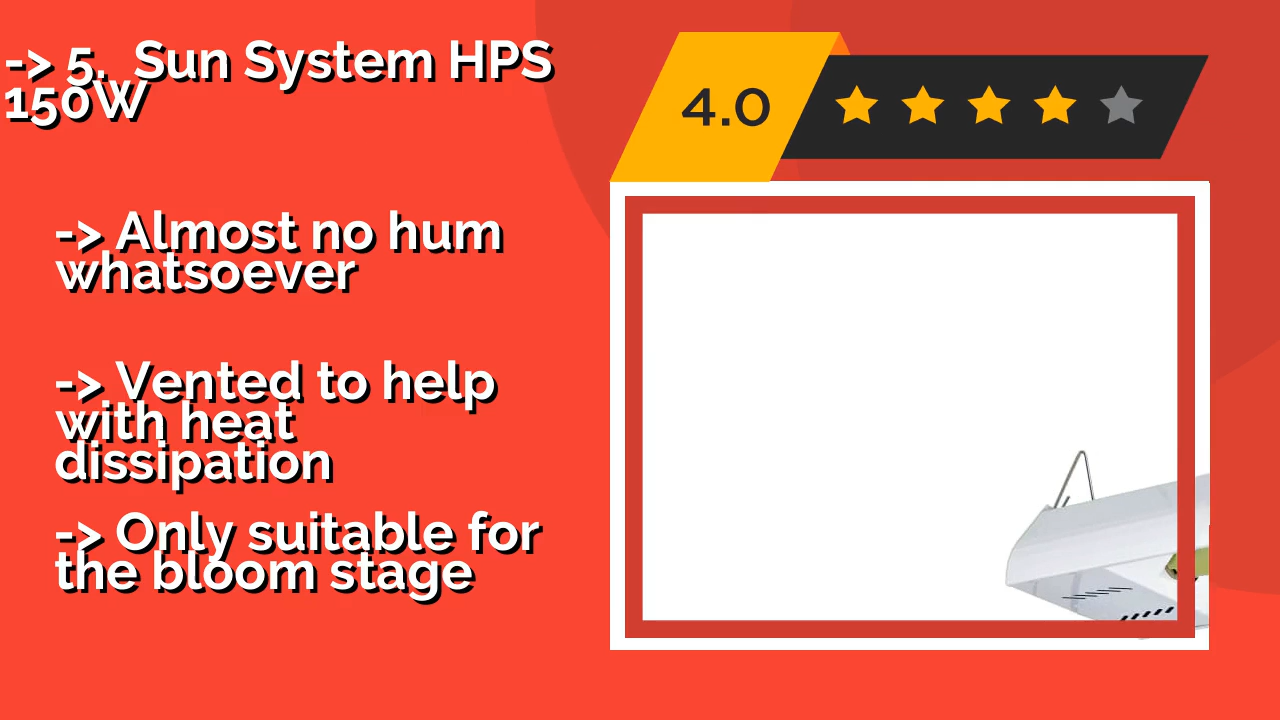 -> 5.  Sun System HPS
150W
4.0
-> Almost no hum
whatsoever
-> Vented to help
with heat
dissipation
-> Only suitable for
the bloom stage